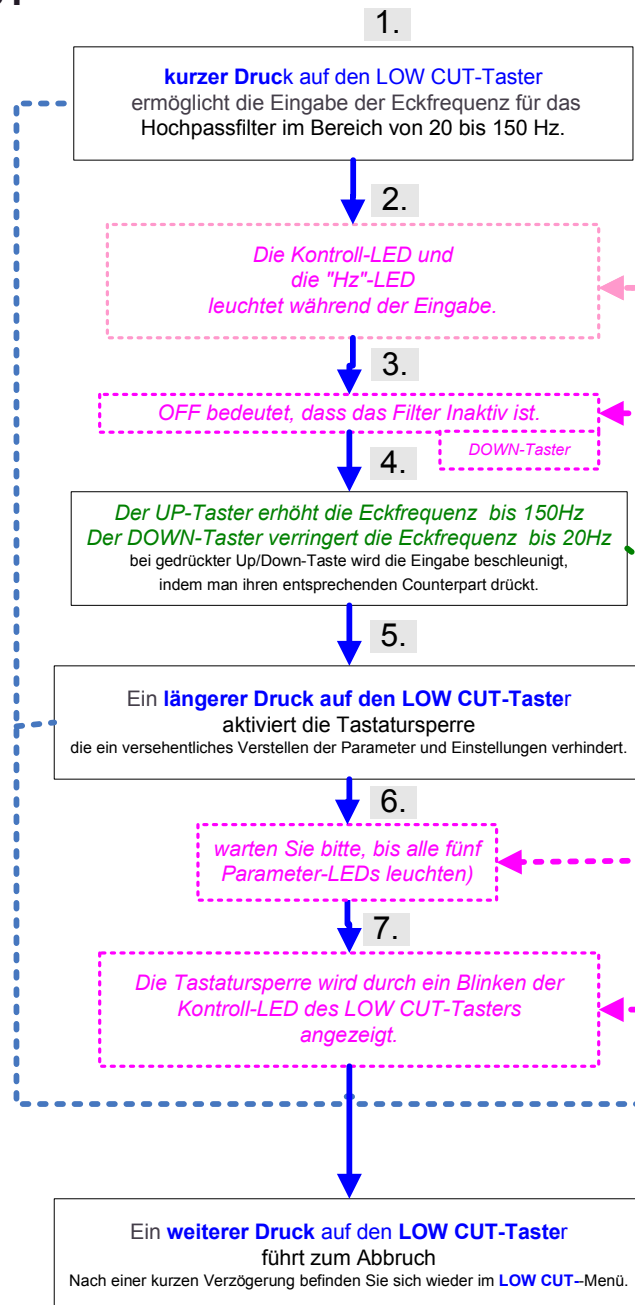 1.
kurzer Druck auf den LOW CUT-Taster
ermöglicht die Eingabe der Eckfrequenz für das
Hochpassfilter im Bereich von 20 bis 150 Hz.
2.
Die Kontroll-LED und
die "Hz"-LED
leuchtet während der Eingabe.
3.
OFF bedeutet, dass das Filter Inaktiv ist.
DOWN-Taster
4.
Der UP-Taster erhöht die Eckfrequenz bis 150Hz
Der DOWN-Taster verringert die Eckfrequenz bis 20Hz
bei gedrückter Up/Down-Taste wird die Eingabe beschleunigt,
indem man ihren entsprechenden Counterpart drückt.
5.
Ein längerer Druck auf den LOW CUT-Taster
aktiviert die Tastatursperre
die ein versehentliches Verstellen der Parameter und Einstellungen verhindert.
6.
warten Sie bitte, bis alle fünf
Parameter-LEDs leuchten)
7.
Die Tastatursperre wird durch ein Blinken der
Kontroll-LED des LOW CUT-Tasters
angezeigt.
Ein weiterer Druck auf den LOW CUT-Taster
führt zum Abbruch
Nach einer kurzen Verzögerung befinden Sie sich wieder im LOW CUT--Menü.